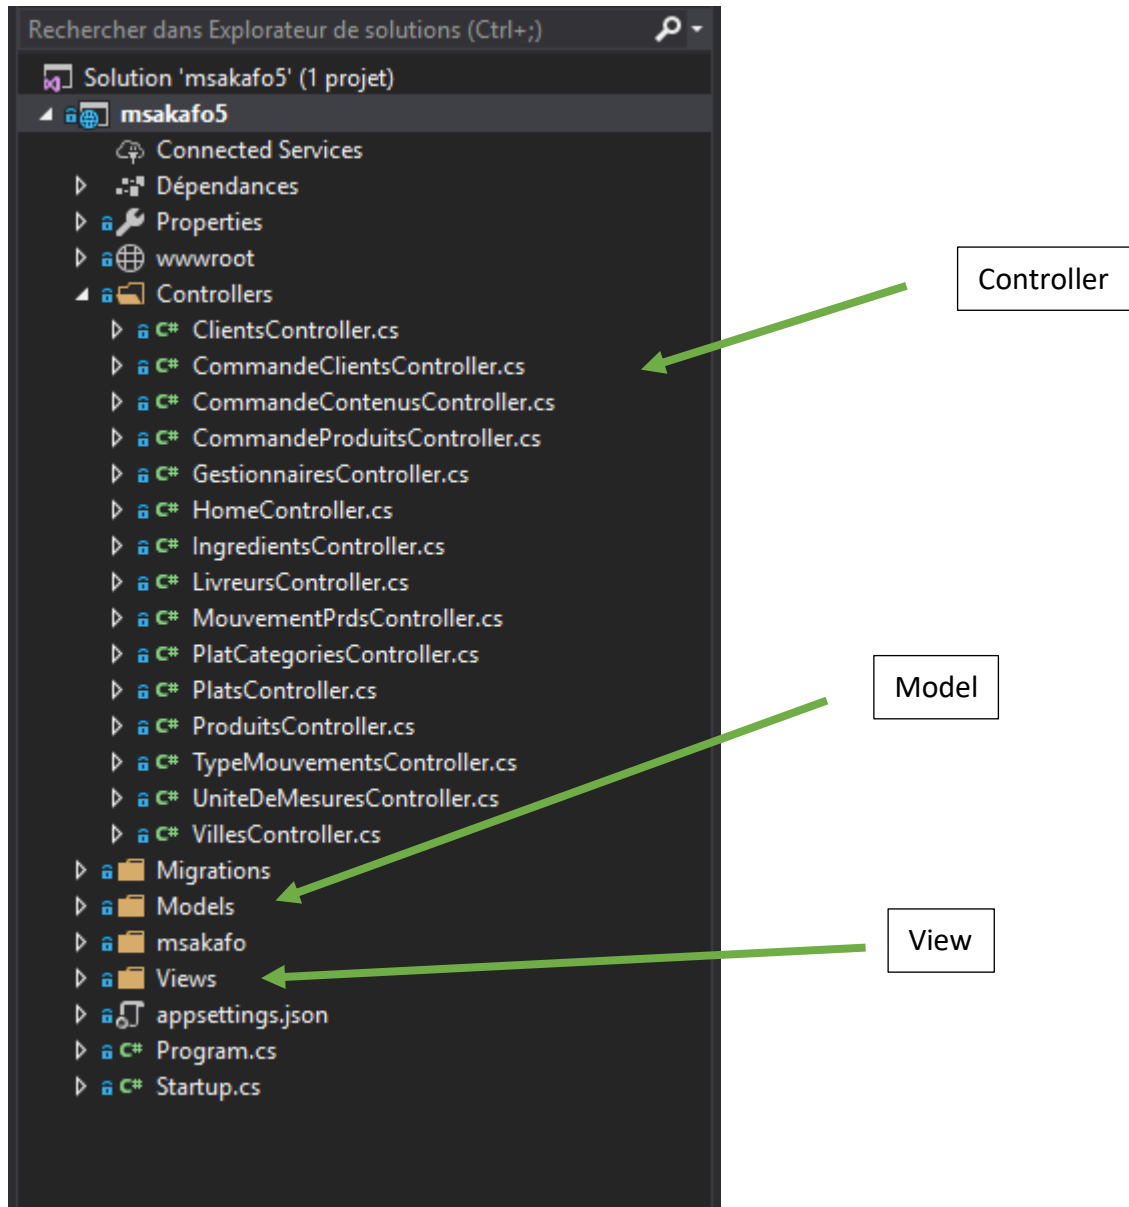 Rechercher dans Explorateur de solutions (Ctrl+;)
Solution 'msakafo5' (1 projet)
msakafo5
Connected Services
Dépendances
Properties
wwwroot
Controllers
C# ClientsController.cs
C# CommandeClientsController.cs
C# CommandeContenusController.cs
C# CommandeProduitsController.cs
C# GestionnairesController.cs
C# HomeController.cs
C# IngredientsController.cs
C# LivreursController.cs
C# MouvementPrdsController.cs
C# PlatCategoriesController.cs
C# PlatsController.cs
C# ProduitsController.cs
C# TypeMouvementsController.cs
C# UniteDeMesuresController.cs
C# VillesController.cs
Migrations
Models
msakafo
Views
appsettings.json
C# Program.cs
C# Startup.cs
Controller
Model
View